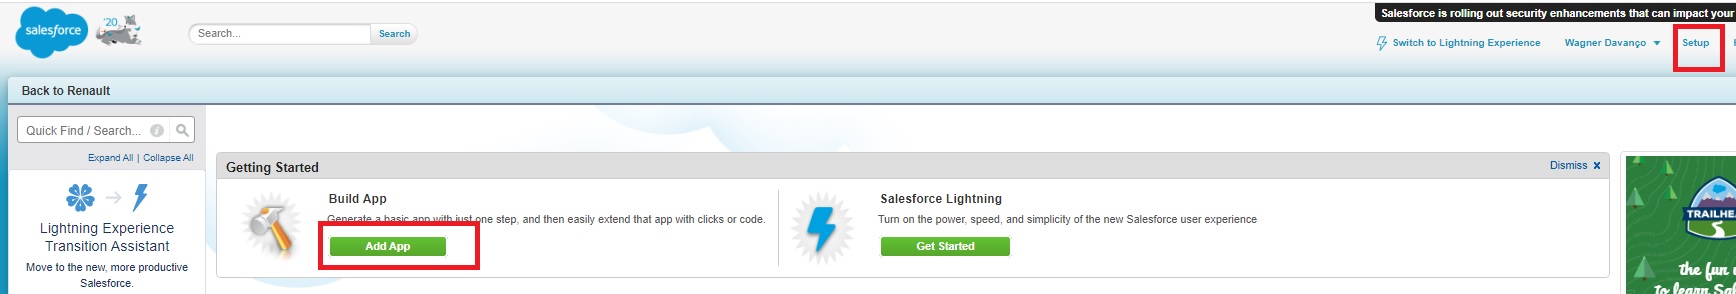 Salesforce is rolling out security enhancements that can impact your
salesforce
'20
Search...
Search
Switch to Lightning Experience
Wagner Davanço
Setup
Back to Renault
Quick Find / Search...
Expand All | Collapse All
Lightning Experience
Transition Assistant
Move to the new, more productive
Salesforce.
Getting Started
Dismiss x
Build App
Generate a basic app with just one step, and then easily extend that app with clicks or code.
Add App
Salesforce Lightning
Turn on the power, speed, and simplicity of the new Salesforce user experience
Get Started
the fun
to learn